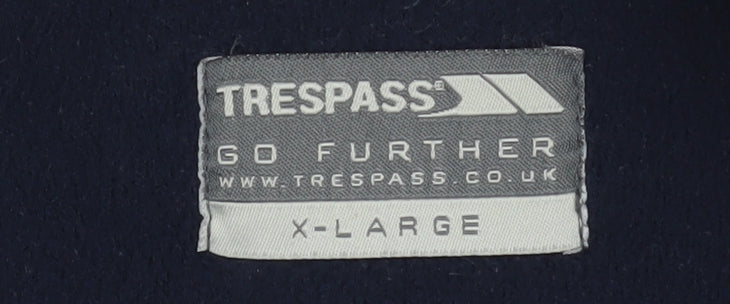 TRESPASS®
GO FURTHER
WWW.TRESPASS.CO.UK
X-LARGE